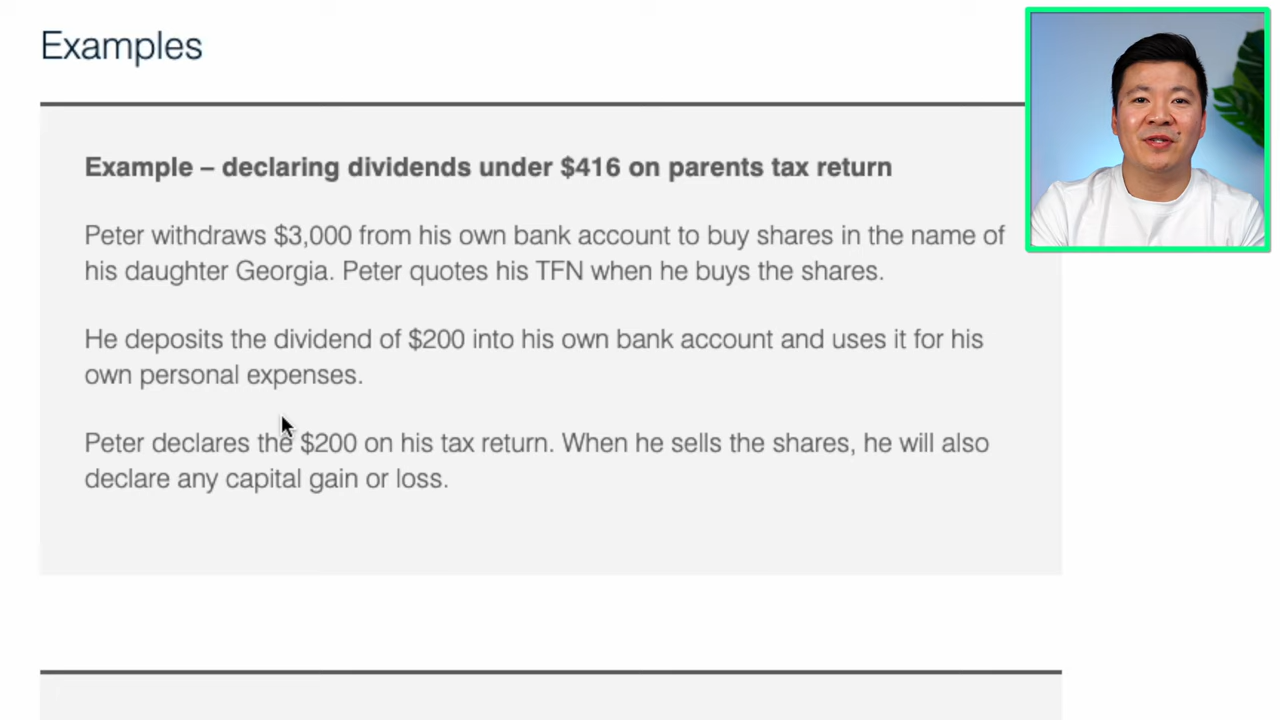 Examples
Example – declaring dividends under $416 on parents tax return
Peter withdraws $3,000 from his own bank account to buy shares in the name of
his daughter Georgia. Peter quotes his TFN when he buys the shares.
He deposits the dividend of $200 into his own bank account and uses it for his
own personal expenses.
Peter declares the $200 on his tax return. When he sells the shares, he will also
declare any capital gain or loss.